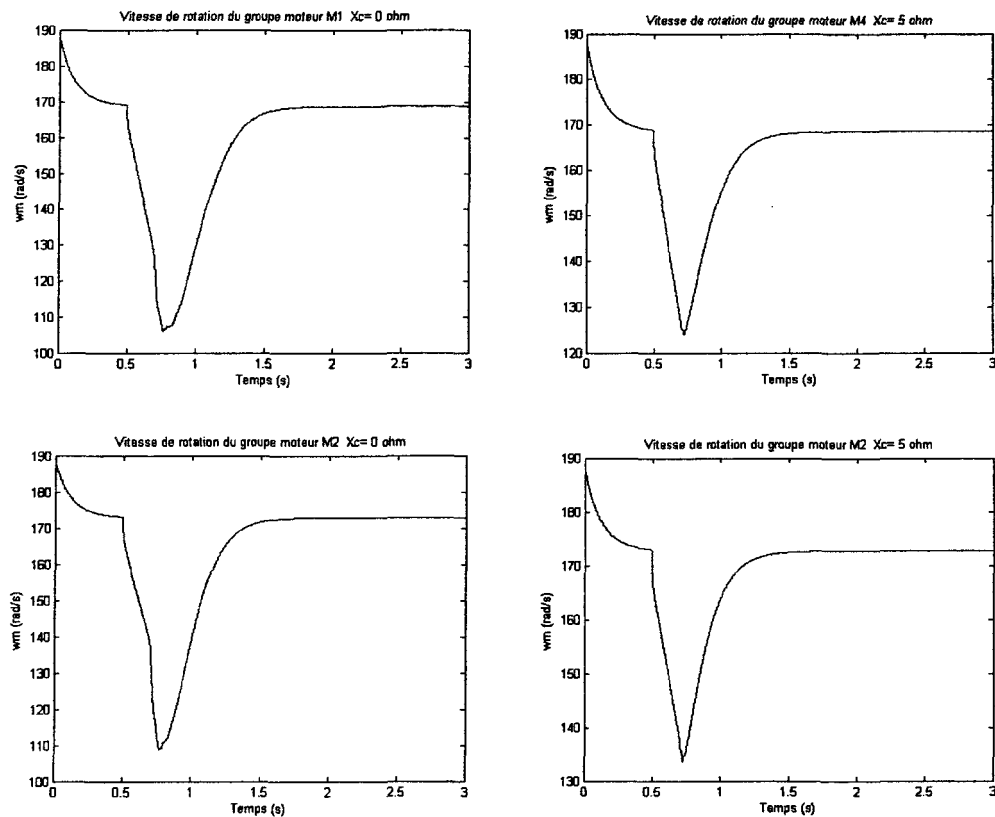 Vitesse de rotation du groupe moteur M1 Xc= 0 ohm
190
180
170
160
150
140
130
120
110
100
wm (rad/s)
0 0.5 1 1.5 2 2.5 3
Temps (s)
Vitesse de rotation du groupe moteur M4 Xc= 5 ohm
190
180
170
160
150
140
130
120
wm (rad/s)
0 0.5 1 1.5 2 2.5 3
Temps (s)
Vitesse de rotation du groupe moteur M2 Xc= 0 ohm
190
180
170
160
150
140
130
120
110
100
wm (rad/s)
0 0.5 1 1.5 2 2.5 3
Temps (s)
Vitesse de rotation du groupe moteur M2 Xc= 5 ohm
190
180
170
160
150
140
130
wm (rad/s)
0 0.5 1 1.5 2 2.5 3
Temps (s)